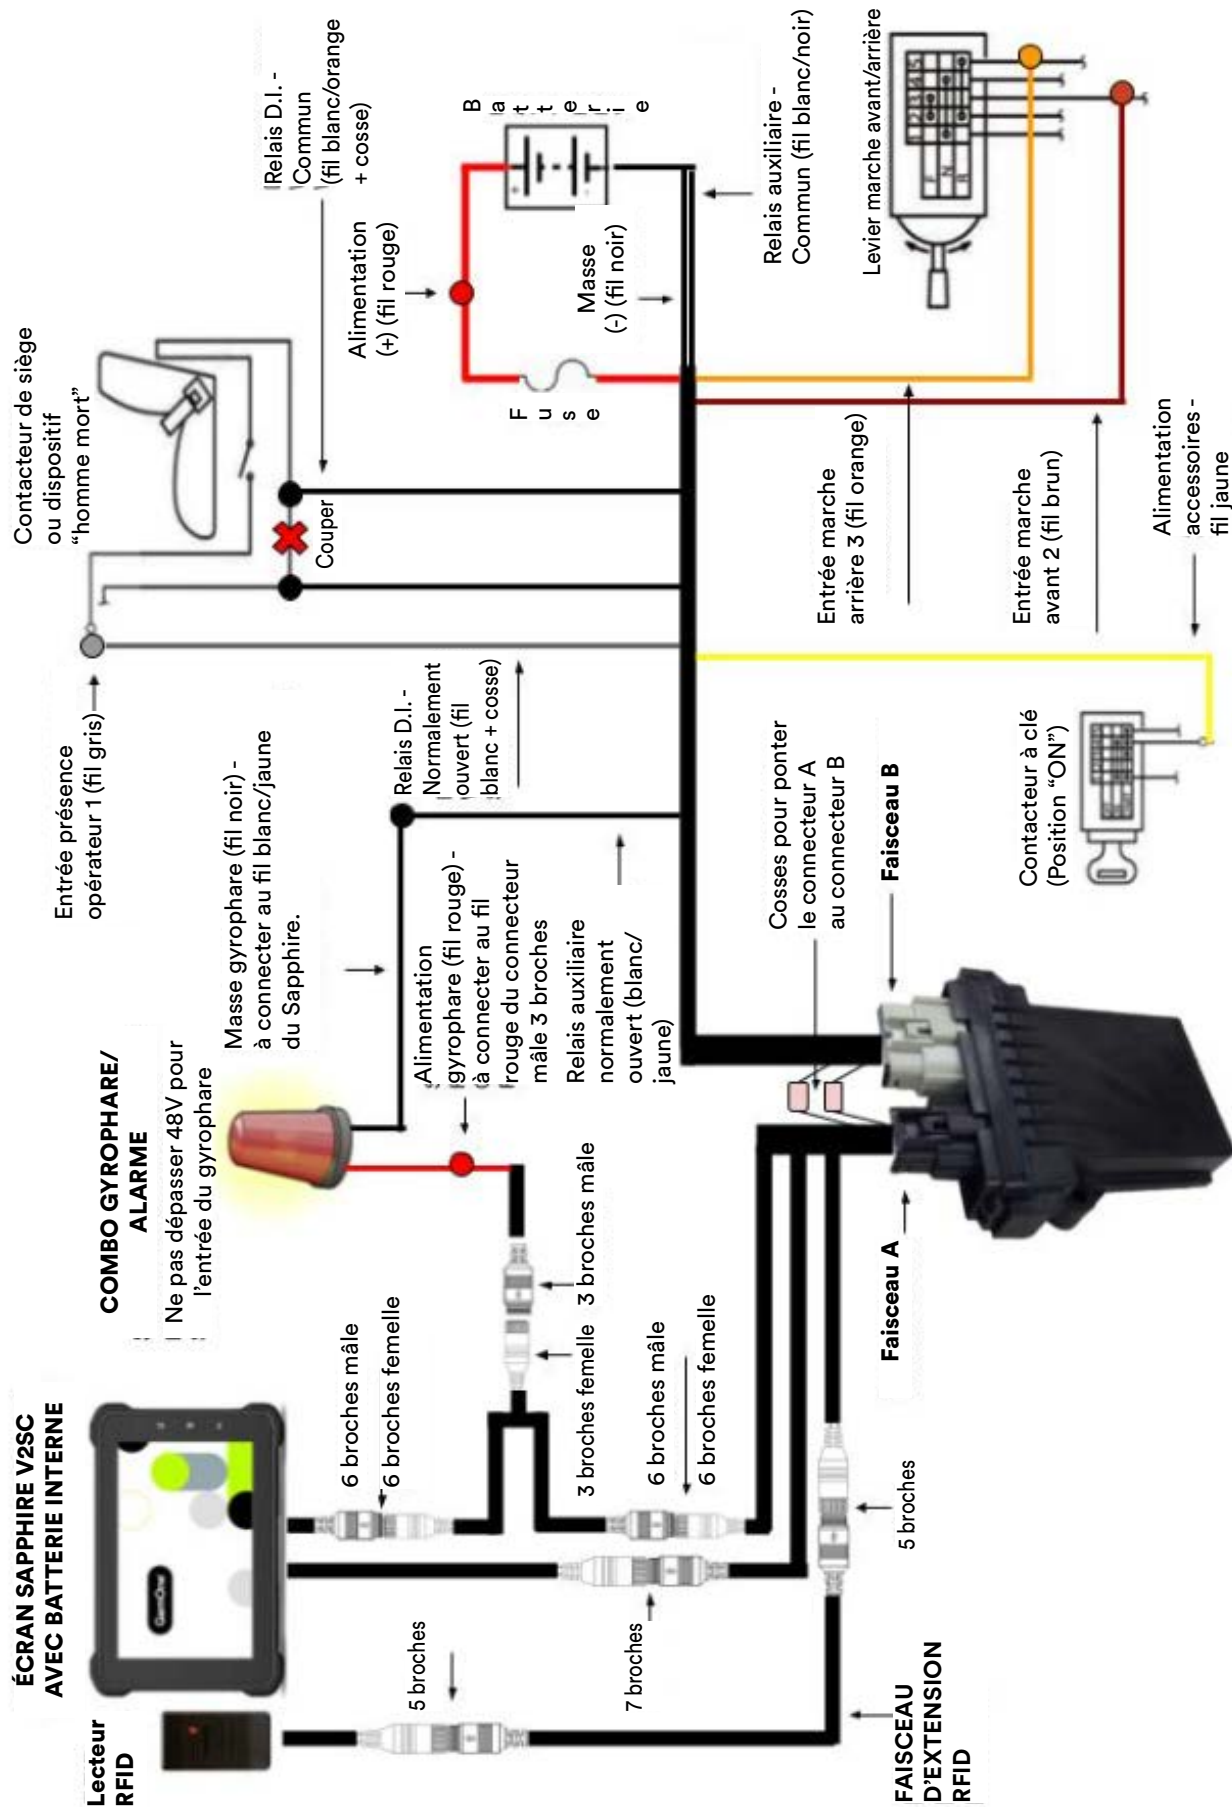 ÉCRAN SAPPHIRE V2SC
AVEC BATTERIE INTERNE
Lecteur
RFID
GemOne
COMBO GYROPHARE/
ALARME
Ne pas dépasser 48V pour
l'entrée du gyrophare
Masse gyrophare (fil noir) -
à connecter au fil blanc/jaune
du Sapphire.
Entrée présence
opérateur 1 (fil gris)
Contacteur de siège
ou dispositif
“homme mort”
Couper
Relais D.I. -
Commun
(fil blanc/orange
+ cosse)
Alimentation
(+) (fil rouge)
Batterie
Fuse
Masse
(-) (fil noir)
Relais auxiliaire -
Commun (fil blanc/noir)
Levier marche avant/arrière
1 2 3 4 5
F
N
R
Relais D.I. -
Normalement
ouvert (fil
blanc + cosse)
Alimentation
gyrophare (fil rouge) -
à connecter au fil
rouge du connecteur
mâle 3 broches
Relais auxiliaire
normalement
ouvert (blanc/
jaune)
6 broches mâle
6 broches femelle
3 broches femelle
3 broches mâle
6 broches mâle
6 broches femelle
5 broches
7 broches
5 broches
FAISCEAU
D'EXTENSION
RFID
Faisceau A
Faisceau B
Cosses pour ponter
le connecteur A
au connecteur B
Entrée marche
arrière 3 (fil orange)
Entrée marche
avant 2 (fil brun)
Alimentation
accessoires -
fil jaune
Contacteur à clé
(Position “ON”)